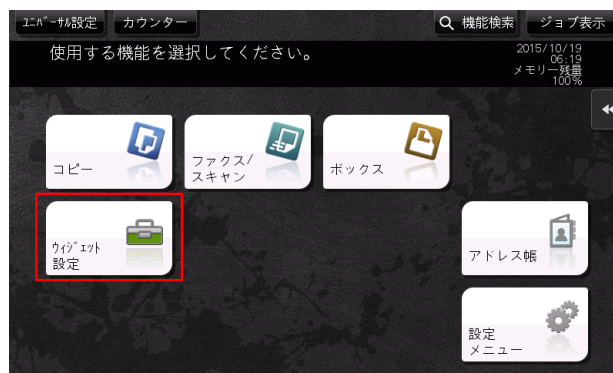 ﾕﾆﾊﾞｰｻﾙ設定 カウンター 機能検索 ジョブ表示
使用する機能を選択してください。
2015/10/19
06:19
メモリー残量
100%
コピー
ファクス/
スキャン
ボックス
ｳｨｼﾞｪｯﾄ
設定
アドレス帳
設定
メニュー